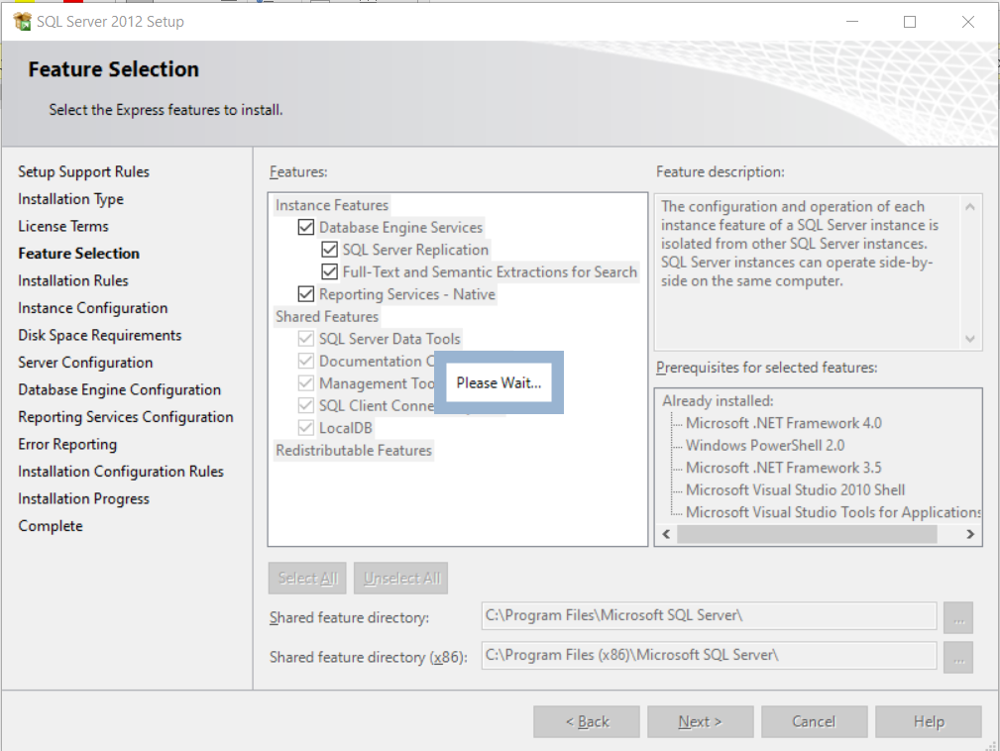 SQL Server 2012 Setup
Feature Selection
Select the Express features to install.
Setup Support Rules
Installation Type
License Terms
Feature Selection
Installation Rules
Instance Configuration
Disk Space Requirements
Server Configuration
Database Engine Configuration
Reporting Services Configuration
Error Reporting
Installation Configuration Rules
Installation Progress
Complete
Features:
Instance Features
Database Engine Services
SQL Server Replication
Full-Text and Semantic Extractions for Search
Reporting Services - Native
Shared Features
SQL Server Data Tools
Documentation
Management
SQL Client
LocalDB
Redistributable Features
Please Wait...
Feature description:
The configuration and operation of each
instance feature of a SQL Server instance is
isolated from other SQL Server instances.
SQL Server instances can operate side-by-
side on the same computer.
Prerequisites for selected features:
Already installed:
Microsoft .NET Framework 4.0
Windows PowerShell 2.0
Microsoft .NET Framework 3.5
Microsoft Visual Studio 2010 Shell
Microsoft Visual Studio Tools for Applications
Select All Unselect All
Shared feature directory: C:\Program Files\Microsoft SQL Server\ ...
Shared feature directory (x86): C:\Program Files (x86)\Microsoft SQL Server\ ...
< Back Next > Cancel Help